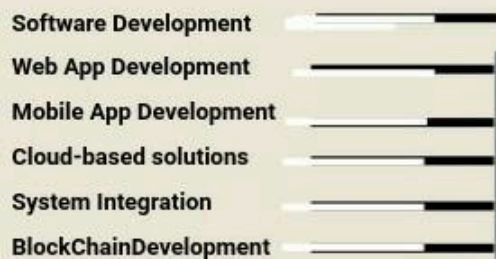 Software Development
Web App Development
Mobile App Development
Cloud-based solutions
System Integration
BlockChainDevelopment